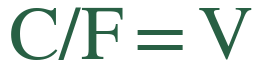 C/F = V